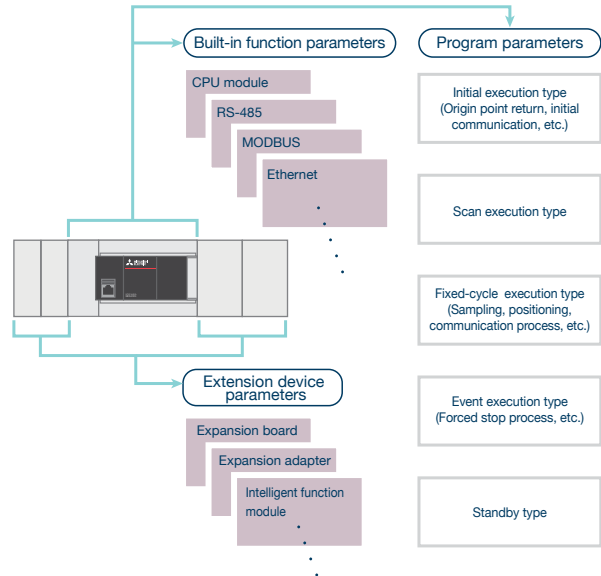 Built-in function parameters
CPU module
RS-485
MODBUS
Ethernet
Program parameters
Initial execution type
(Origin point return, initial
communication, etc.)
Scan execution type
Fixed-cycle execution type
(Sampling, positioning,
communication process, etc.)
Event execution type
(Forced stop process, etc.)
Standby type
Extension device
parameters
Expansion board
Expansion adapter
Intelligent function
module